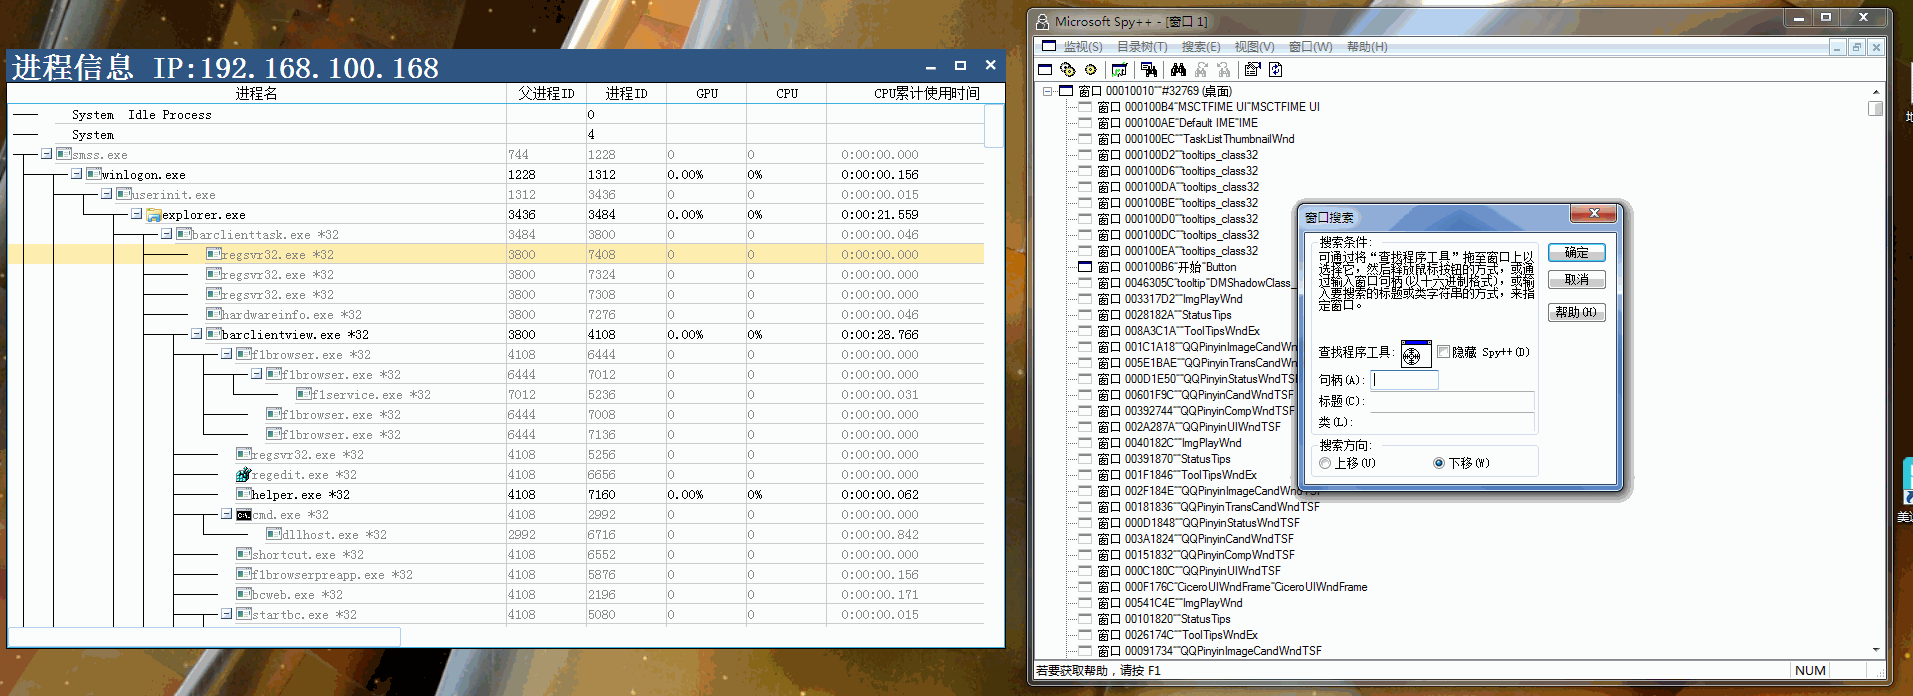 进程信息 IP:192.168.100.168
进程名 父进程ID 进程ID GPU CPU CPU累计使用时间
System Idle Process 0
System 4
smss.exe 744 1228 0 0 0:00:00.000
winlogon.exe 1228 1312 0.00% 0% 0:00:00.156
userinit.exe 1312 3436 0 0 0:00:00.015
explorer.exe 3436 3484 0.00% 0% 0:00:21.559
barclienttask.exe *32 3484 3800 0 0 0:00:00.046
regsvr32.exe *32 3800 7408 0 0 0:00:00.000
regsvr32.exe *32 3800 7324 0 0 0:00:00.000
regsvr32.exe *32 3800 7308 0 0 0:00:00.000
hardwareinfo.exe *32 3800 7276 0 0 0:00:00.046
barclientview.exe *32 3800 4108 0.00% 0% 0:00:28.766
f1browser.exe *32 4108 6444 0 0 0:00:00.000
f1browser.exe *32 6444 7012 0 0 0:00:00.000
f1service.exe *32 7012 5236 0 0 0:00:00.031
f1browser.exe *32 6444 7008 0 0 0:00:00.000
f1browser.exe *32 6444 7136 0 0 0:00:00.000
regsvr32.exe *32 4108 5256 0 0 0:00:00.000
regedit.exe *32 4108 6656 0 0 0:00:00.000
helper.exe *32 4108 7160 0.00% 0% 0:00:00.062
cmd.exe *32 4108 2992 0 0 0:00:00.000
dllhost.exe *32 2992 6716 0 0 0:00:00.842
shortcut.exe *32 4108 6552 0 0 0:00:00.000
f1browserpreapp.exe *32 4108 5876 0 0 0:00:00.156
bcweb.exe *32 4108 2196 0 0 0:00:00.171
startbc.exe *32 4108 5080 0 0 0:00:00.015
Microsoft Spy++ - [窗口 1]
监视(S) 目录树(T) 搜索(E) 视图(V) 窗口(W) 帮助(H)
窗口 00010010"" #32769 (桌面)
窗口 000100B4"MSCTFIME UI"MSCTFIME UI
窗口 000100AE"Default IME"IME
窗口 000100EC""TaskListThumbnailWnd
窗口 000100D2""tooltips_class32
窗口 000100D6""tooltips_class32
窗口 000100DA""tooltips_class32
窗口 000100BE""tooltips_class32
窗口 000100D0""tooltips_class32
窗口 000100DC""tooltips_class32
窗口 000100EA""tooltips_class32
窗口 000100B6"开始"Button
窗口 0046305C"tooltip"DMShadowClass_
窗口 003317D2""ImgPlayWnd
窗口 0028182A""StatusTips
窗口 008A3C1A""ToolTipsWndEx
窗口 001C1A18""QQPinyinImageCandWn
窗口 005E1BAE""QQPinyinTransCandWn
窗口 000D1E50""QQPinyinStatusWndTSF
窗口 00601F9C""QQPinyinCandWndTSF
窗口 00392744""QQPinyinCompWndTSF
窗口 002A287A""QQPinyinUIWndTSF
窗口 0040182C""ImgPlayWnd
窗口 00391870""StatusTips
窗口 001F1846""ToolTipsWndEx
窗口 002F184E""QQPinyinImageCandWndTSF
窗口 00181836""QQPinyinTransCandWndTSF
窗口 000D1848""QQPinyinStatusWndTSF
窗口 003A1824""QQPinyinCandWndTSF
窗口 00151832""QQPinyinCompWndTSF
窗口 000C180C""QQPinyinUIWndTSF
窗口 000F176C"CiceroUIWndFrame"CiceroUIWndFrame
窗口 00541C4E""ImgPlayWnd
窗口 00101820""StatusTips
窗口 0026174C""ToolTipsWndEx
窗口 00091734""QQPinyinImageCandWndTSF
若要获取帮助，请按 F1 NUM
窗口搜索
搜索条件:
可通过将“查找程序工具”拖至窗口上以
选择它，然后释放鼠标按钮的方式，或通
过输入窗口句柄(以十六进制格式)，或输
入要搜索的标题或类字符串的方式，来指
定窗口。
确定
取消
帮助(H)
查找程序工具: 隐藏 Spy++(D)
句柄(A):
标题(C):
类(L):
搜索方向:
上移(U) 下移(W)